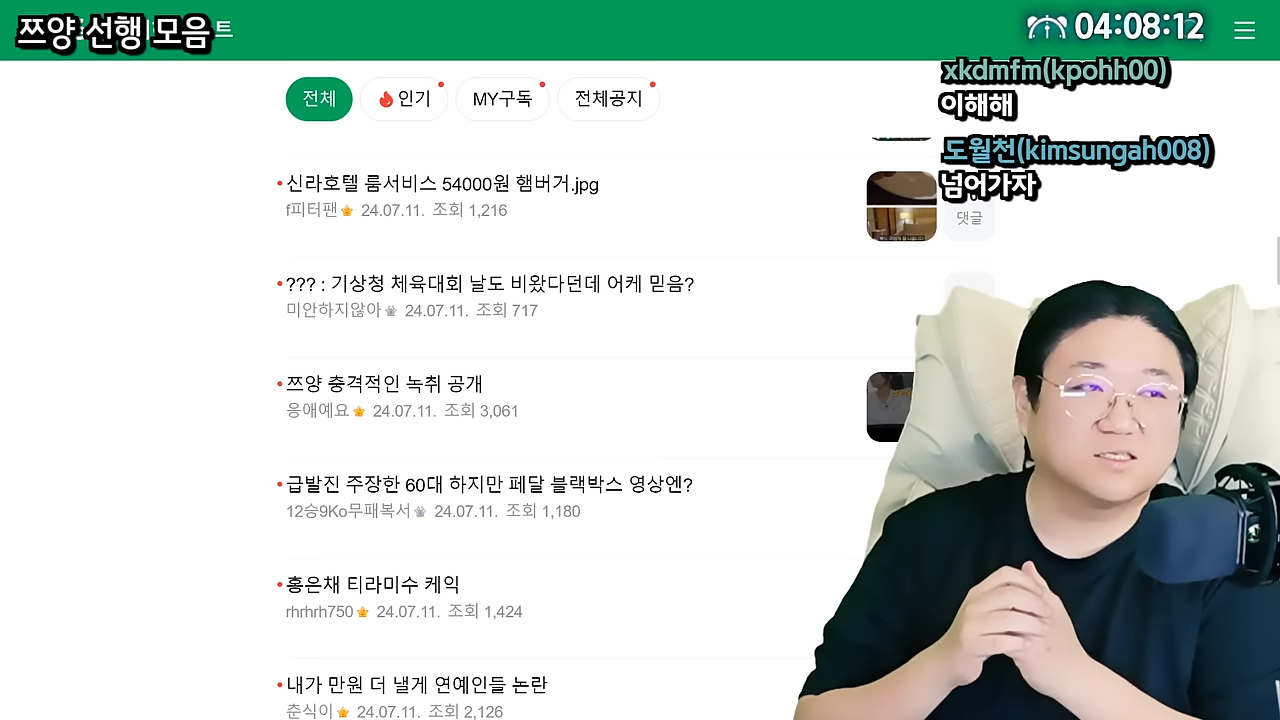 쯔양 선행 모음
트
04:08:12
전체
인기
MY구독
전체공지
xkdmfm(kpohh00)
이해해
도월천(kimsungah008)
넘어가자
신라호텔 룸서비스 54000원 햄버거.jpg
f피터팬 24.07.11. 조회 1,216
댓글
??? : 기상청 체육대회 날도 비왔다던데 어케 믿음?
미안하지않아 24.07.11. 조회 717
쯔양 충격적인 녹취 공개
응애예요 24.07.11. 조회 3,061
급발진 주장한 60대 하지만 페달 블랙박스 영상엔?
12승9Ko무패복서 24.07.11. 조회 1,180
홍은채 티라미수 케익
rhrhrh750 24.07.11. 조회 1,424
내가 만원 더 낼게 연예인들 논란
춘식이 24.07.11. 조회 2,126